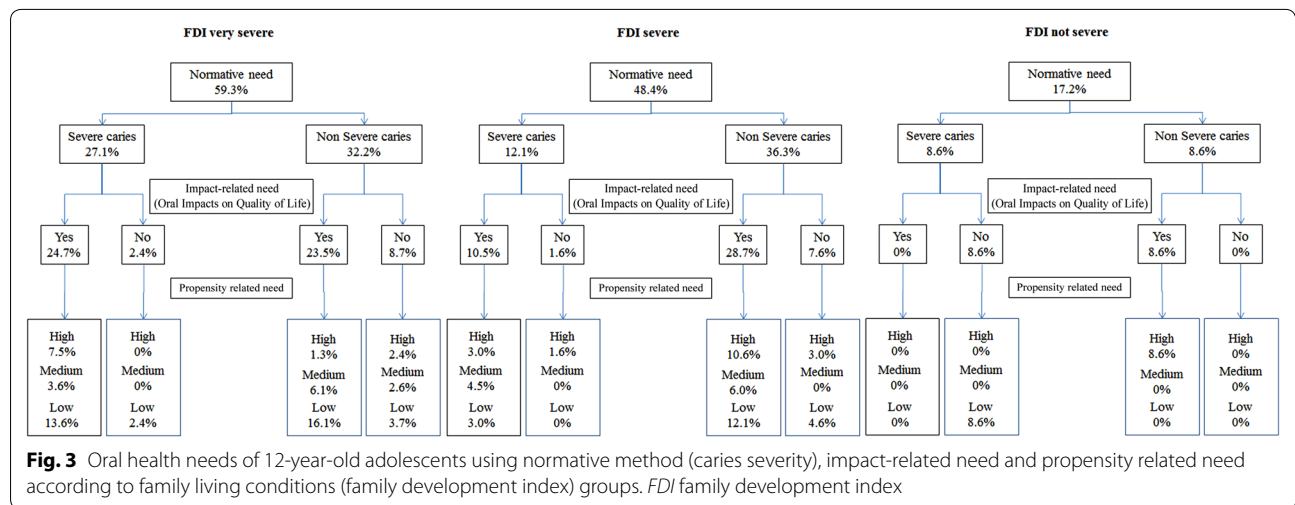 FDI very severe
Normative need
59.3%
Severe caries
27.1%
Non Severe caries
32.2%
Impact-related need
(Oral Impacts on Quality of Life)
Yes
24.7%
No
2.4%
Yes
23.5%
No
8.7%
Propensity related need
High
7.5%
Medium
3.6%
Low
13.6%
High
0%
Medium
0%
Low
2.4%
High
1.3%
Medium
6.1%
Low
16.1%
High
2.4%
Medium
2.6%
Low
3.7%
FDI severe
Normative need
48.4%
Severe caries
12.1%
Non Severe caries
36.3%
Impact-related need
(Oral Impacts on Quality of Life)
Yes
10.5%
No
1.6%
Yes
28.7%
No
7.6%
Propensity related need
High
3.0%
Medium
4.5%
Low
3.0%
High
1.6%
Medium
0%
Low
0%
High
10.6%
Medium
6.0%
Low
12.1%
High
3.0%
Medium
0%
Low
4.6%
FDI not severe
Normative need
17.2%
Severe caries
8.6%
Non Severe caries
8.6%
Impact-related need
(Oral Impacts on Quality of Life)
Yes
0%
No
8.6%
Yes
8.6%
No
0%
Propensity related need
High
0%
Medium
0%
Low
0%
High
0%
Medium
0%
Low
8.6%
High
8.6%
Medium
0%
Low
0%
High
0%
Medium
0%
Low
0%
Fig. 3 Oral health needs of 12-year-old adolescents using normative method (caries severity), impact-related need and propensity related need
according to family living conditions (family development index) groups. FDI family development index